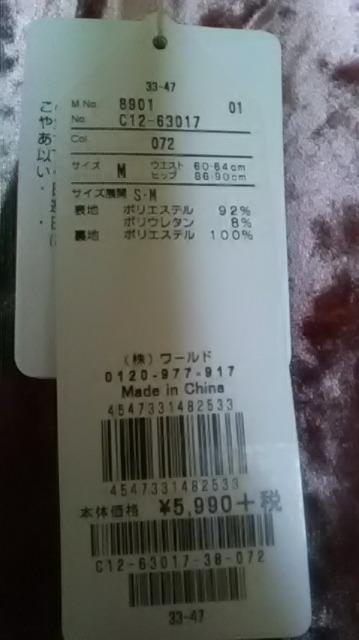 33-47
M.No. 8901 01
No. C12-63017
Col. 072
サイズ M ウエスト 60-64cm
ヒップ 86-90cm
サイズ展開 S・M
表地 ポリエステル 92%
ポリウレタン 8%
裏地 ポリエステル 100%
(株)ワールド
0120-977-917
Made in China
4547331482533
4547331482533
本体価格 ¥5,990+税
C12-63017-38-072
33-47